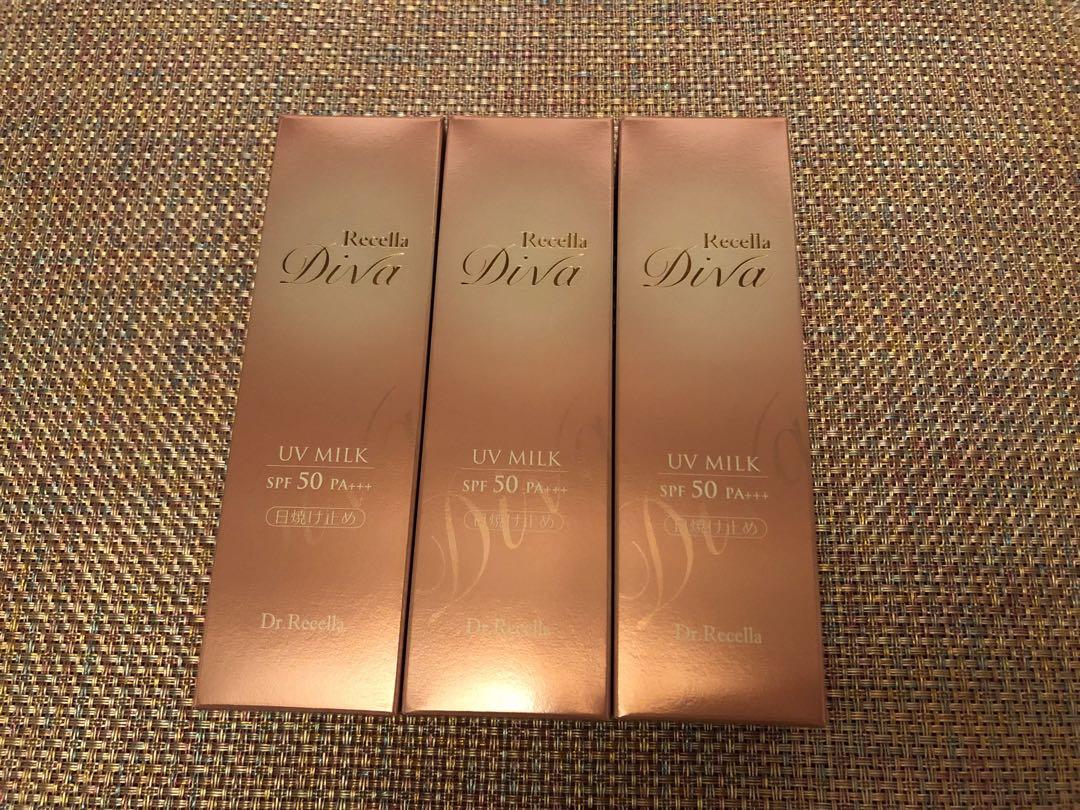 Recella
Diva
UV MILK
SPF 50 PA+++
日焼け止め
Dr.Recella
Recella
Diva
UV MILK
SPF 50 PA+++
日焼け止め
Dr.Recella
Recella
Diva
UV MILK
SPF 50 PA+++
日焼け止め
Dr.Recella